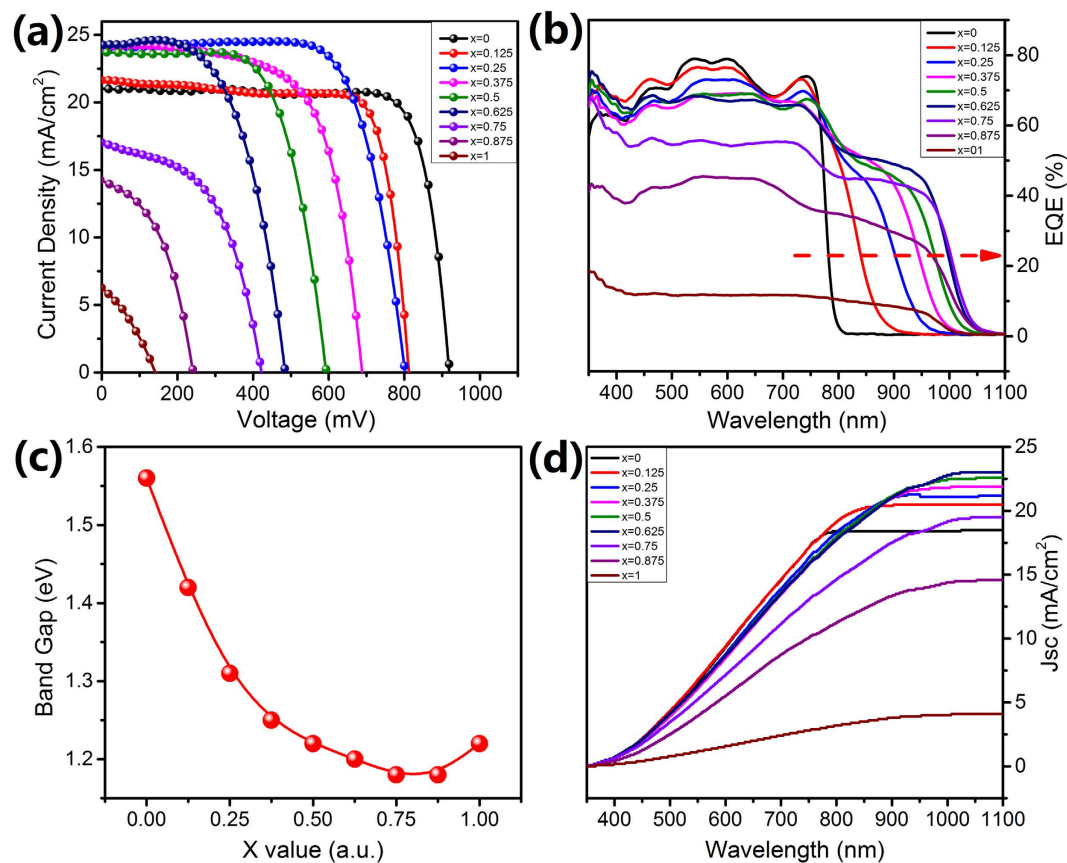 (a)
25
20
15
10
5
0
Current Density (mA/cm²)
0 200 400 600 800 1000
Voltage (mV)
x=0
x=0.125
x=0.25
x=0.375
x=0.5
x=0.625
x=0.75
x=0.875
x=1
(b)
x=0
x=0.125
x=0.25
x=0.375
x=0.5
x=0.625
x=0.75
x=0.875
x=01
80
60
40
20
0
EQE (%)
400 500 600 700 800 900 1000 1100
Wavelength (nm)
(c)
1.6
1.5
1.4
1.3
1.2
Band Gap (eV)
0.00 0.25 0.50 0.75 1.00
X value (a.u.)
(d)
x=0
x=0.125
x=0.25
x=0.375
x=0.5
x=0.625
x=0.75
x=0.875
x=1
25
20
15
10
5
0
Jsc (mA/cm²)
400 500 600 700 800 900 1000 1100
Wavelength (nm)